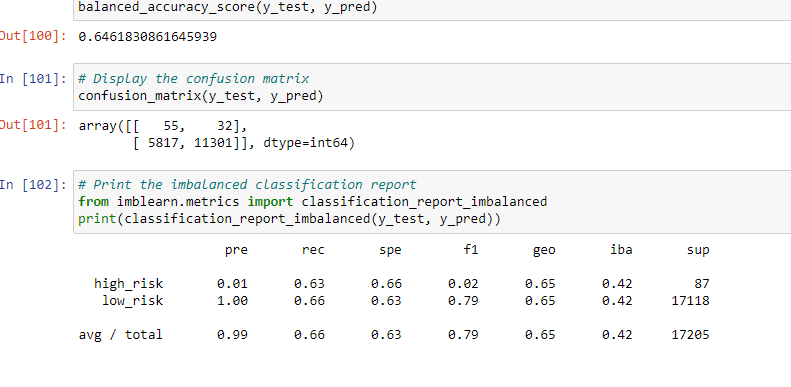 balanced_accuracy_score(y_test, y_pred)
Out[100]: 0.6461830861645939
In [101]: # Display the confusion matrix
confusion_matrix(y_test, y_pred)
Out[101]: array([[   55,    32],
       [ 5817, 11301]], dtype=int64)
In [102]: # Print the imbalanced classification report
from imblearn.metrics import classification_report_imbalanced
print(classification_report_imbalanced(y_test, y_pred))
pre rec spe f1 geo iba sup
high_risk 0.01 0.63 0.66 0.02 0.65 0.42 87
low_risk 1.00 0.66 0.63 0.79 0.65 0.42 17118
avg / total 0.99 0.66 0.63 0.79 0.65 0.42 17205